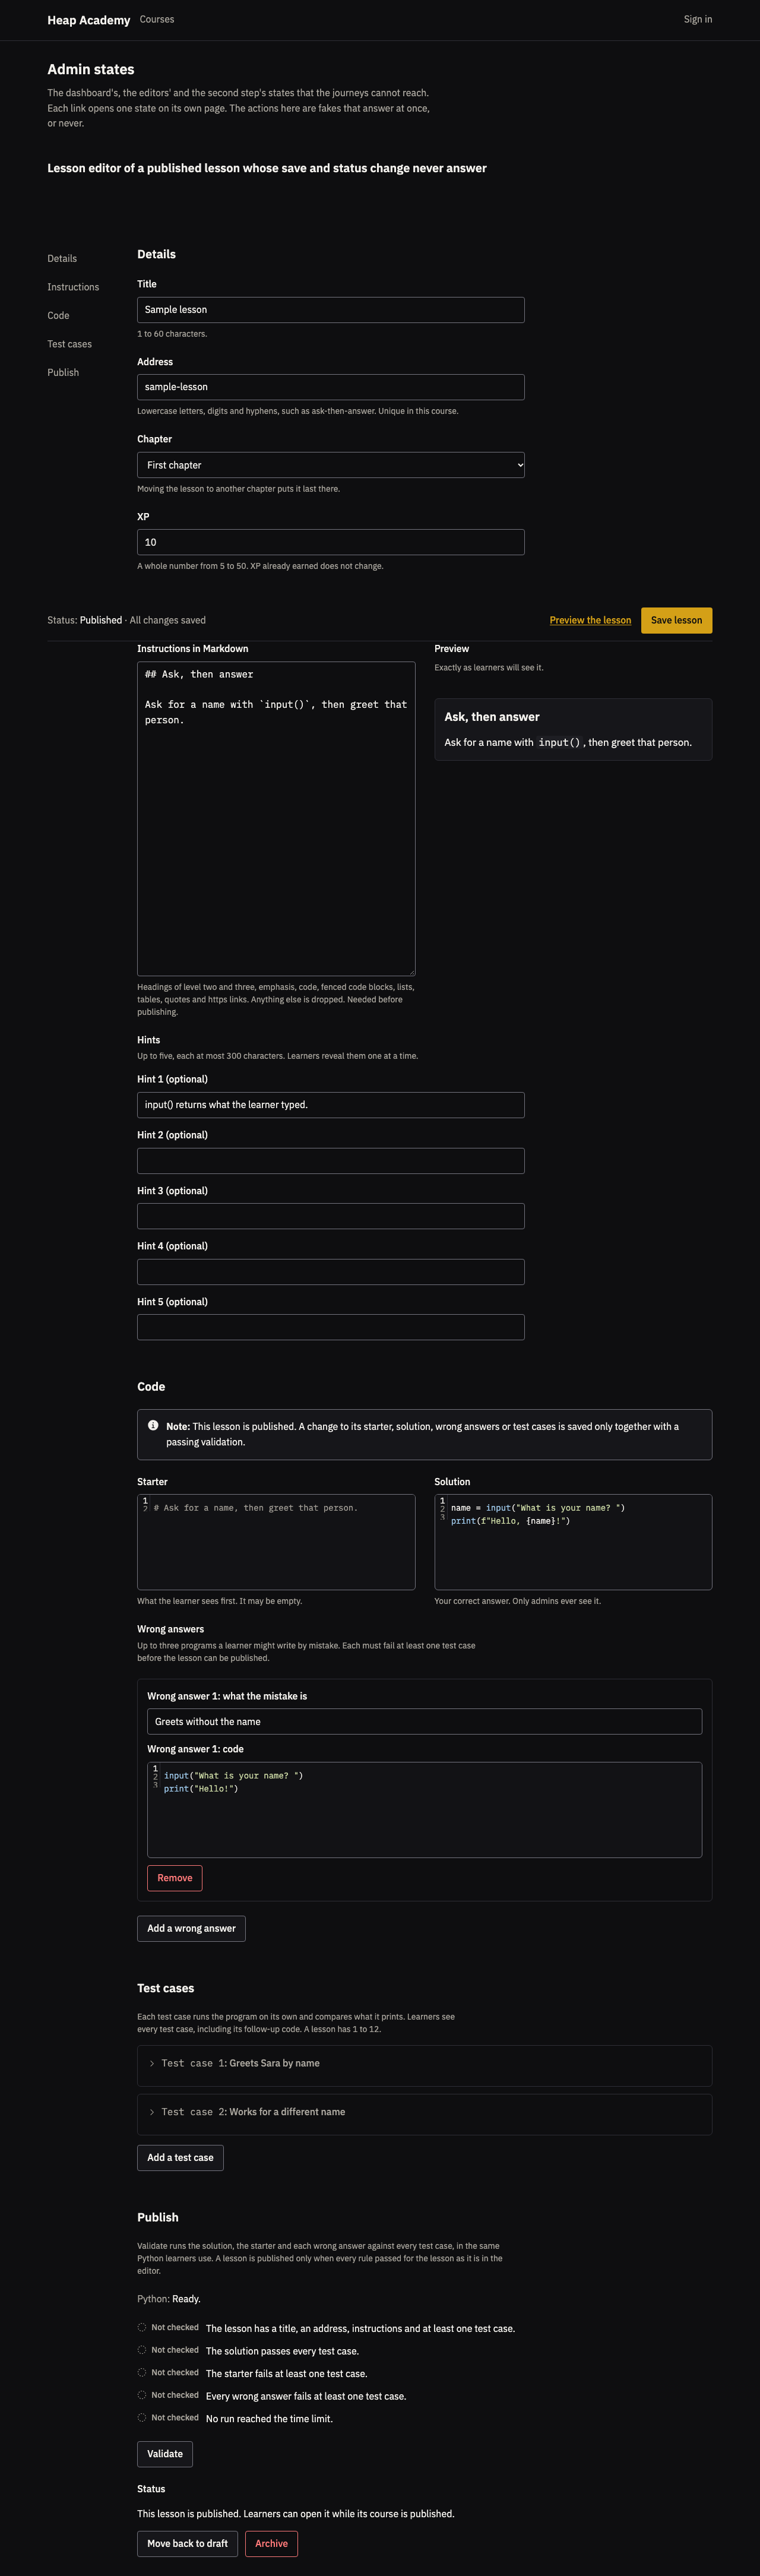 Heap Academy Courses Sign in
Admin states
The dashboard's, the editors' and the second step's states that the journeys cannot reach.
Each link opens one state on its own page. The actions here are fakes that answer at once,
or never.
Lesson editor of a published lesson whose save and status change never answer
Details
Instructions
Code
Test cases
Publish
Details
Title
Sample lesson
1 to 60 characters.
Address
sample-lesson
Lowercase letters, digits and hyphens, such as ask-then-answer. Unique in this course.
Chapter
First chapter
Moving the lesson to another chapter puts it last there.
XP
10
A whole number from 5 to 50. XP already earned does not change.
Status: Published · All changes saved Preview the lesson Save lesson
Instructions in Markdown
## Ask, then answer
Ask for a name with `input()`, then greet that
person.
Headings of level two and three, emphasis, code, fenced code blocks, lists,
tables, quotes and https links. Anything else is dropped. Needed before
publishing.
Preview
Exactly as learners will see it.
Ask, then answer
Ask for a name with input(), then greet that person.
Hints
Up to five, each at most 300 characters. Learners reveal them one at a time.
Hint 1 (optional)
input() returns what the learner typed.
Hint 2 (optional)
Hint 3 (optional)
Hint 4 (optional)
Hint 5 (optional)
Code
Note: This lesson is published. A change to its starter, solution, wrong answers or test cases is saved only together with a
passing validation.
Starter
1
2
# Ask for a name, then greet that person.
What the learner sees first. It may be empty.
Solution
1
2
3
name = input("What is your name? ")
print(f"Hello, {name}!")
Your correct answer. Only admins ever see it.
Wrong answers
Up to three programs a learner might write by mistake. Each must fail at least one test case
before the lesson can be published.
Wrong answer 1: what the mistake is
Greets without the name
Wrong answer 1: code
1
2
3
input("What is your name? ")
print("Hello!")
Remove
Add a wrong answer
Test cases
Each test case runs the program on its own and compares what it prints. Learners see
every test case, including its follow-up code. A lesson has 1 to 12.
Test case 1: Greets Sara by name
Test case 2: Works for a different name
Add a test case
Publish
Validate runs the solution, the starter and each wrong answer against every test case, in the same
Python learners use. A lesson is published only when every rule passed for the lesson as it is in the
editor.
Python: Ready.
Not checked The lesson has a title, an address, instructions and at least one test case.
Not checked The solution passes every test case.
Not checked The starter fails at least one test case.
Not checked Every wrong answer fails at least one test case.
Not checked No run reached the time limit.
Validate
Status
This lesson is published. Learners can open it while its course is published.
Move back to draft Archive